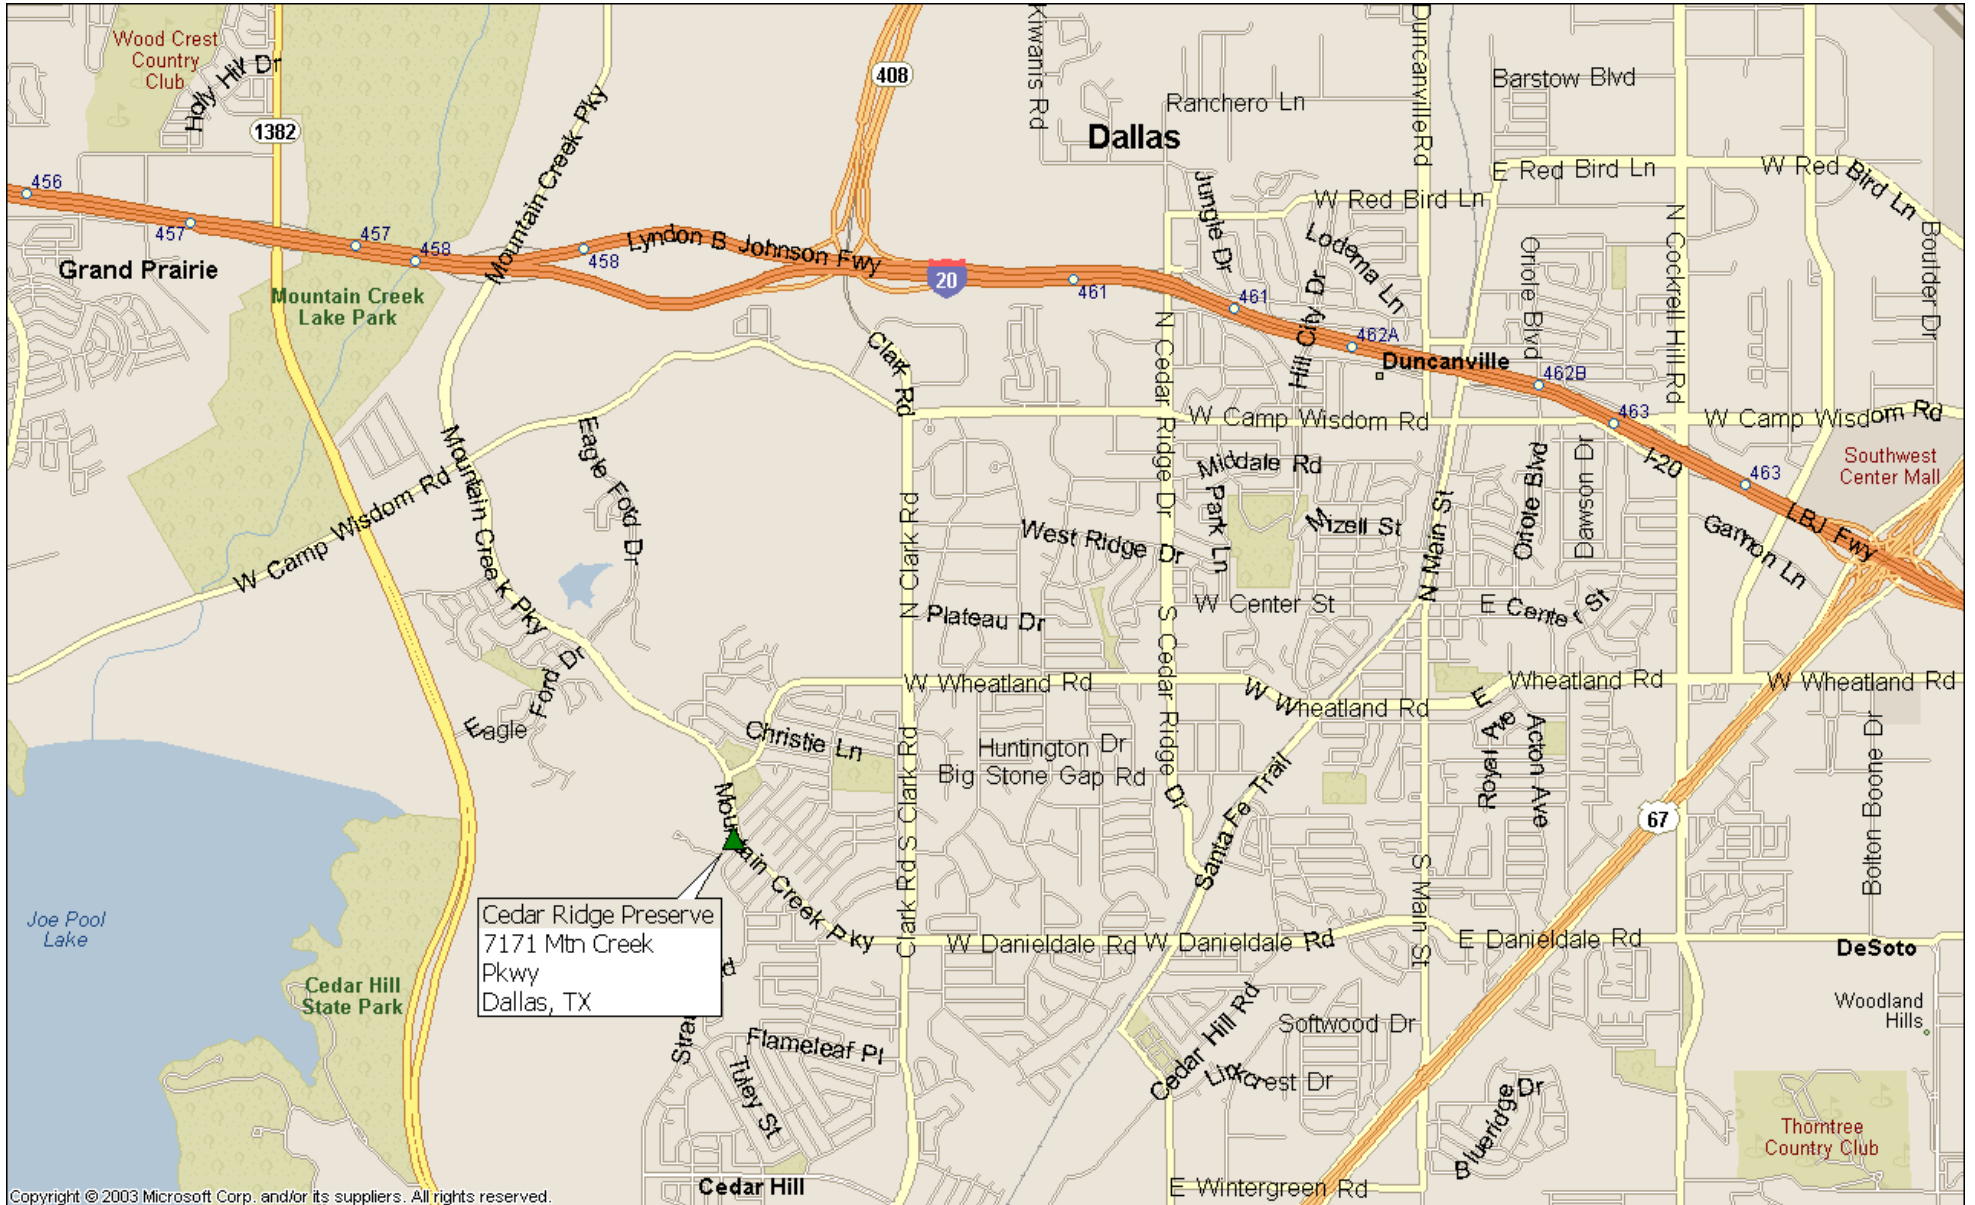 Wood Crest
Country
Club
Holly Hill Dr
1382
Mountain Creek Pky
408
Kiwanis Rd
Ranchero Ln
Dallas
Duncanville Rd
Barstow Blvd
E Red Bird Ln
W Red Bird Ln
W Red Bird Ln
Jungle Dr
Lodema Ln
Hill City Dr
Oriole Blvd
N Cockrell Hill Rd
Boulder Dr
456
457
457
458
458
Lyndon B Johnson Fwy
20
461
461
462A
462B
463
463
Grand Prairie
Mountain Creek
Lake Park
Clark Rd
N Cedar Ridge Dr
Duncanville
W Camp Wisdom Rd
W Camp Wisdom Rd
W Camp Wisdom Rd
I-20
Southwest
Center Mall
LBJ Fwy
Garrion Ln
Mountain Creek Pky
Eagle Ford Dr
N Clark Rd
Middale Rd
Park Ln
Mizell St
West Ridge Dr
N Main St
Oriole Blvd
Dawson Dr
Plateau Dr
W Center St
E Center St
S Cedar Ridge Dr
Eagle Ford Dr
W Wheatland Rd
W Wheatland Rd
E Wheatland Rd
W Wheatland Rd
Christie Ln
Huntington Dr
Big Stone Gap Rd
Royal Ave
Acton Ave
Bolton Boone Dr
Santa Fe Trail
67
Mountain Creek Pky
Clark Rd S Clark Rd
S Main St
Cedar Ridge Preserve
7171 Mtn Creek
Pkwy
Dallas, TX
Joe Pool
Lake
Cedar Hill
State Park
W Danieldale Rd
W Danieldale Rd
E Danieldale Rd
DeSoto
Woodland
Hills
Flameleaf Pl
Tuley St
Cedar Hill Rd
Softwood Dr
Linkcrest Dr
Blueridge Dr
Thorntree
Country Club
Cedar Hill
E Wintergreen Rd
Copyright © 2003 Microsoft Corp. and/or its suppliers. All rights reserved.